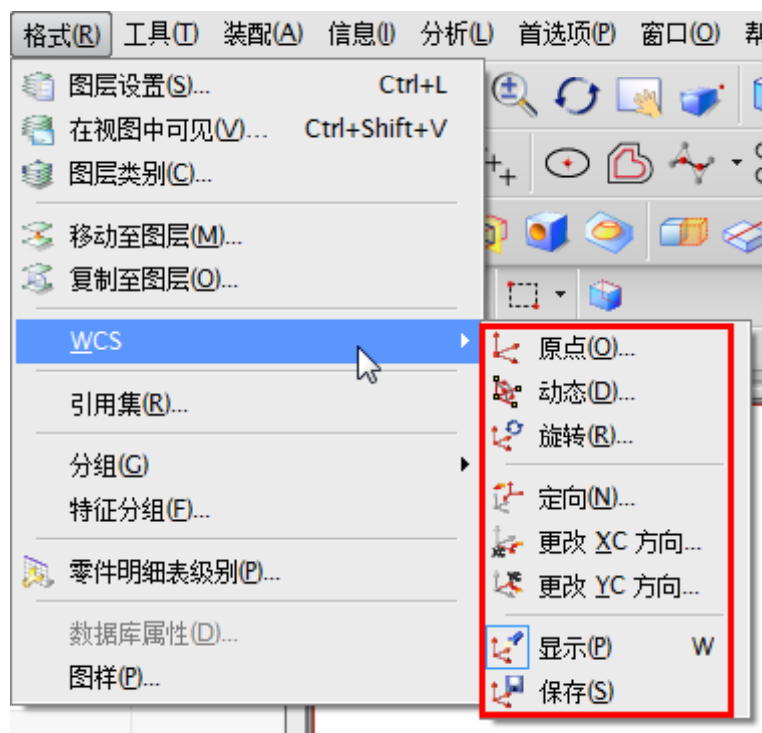 格式(R) 工具(T) 装配(A) 信息(I) 分析(L) 首选项(P) 窗口(O)
图层设置(S)... Ctrl+L
在视图中可见(V)... Ctrl+Shift+V
图层类别(C)...
移动至图层(M)...
复制至图层(O)...
WCS
引用集(R)...
分组(G)
特征分组(F)...
零件明细表级别(P)...
数据库属性(D)...
图样(P)...
原点(O)...
动态(D)...
旋转(R)...
定向(N)...
更改 XC 方向...
更改 YC 方向...
显示(P) W
保存(S)